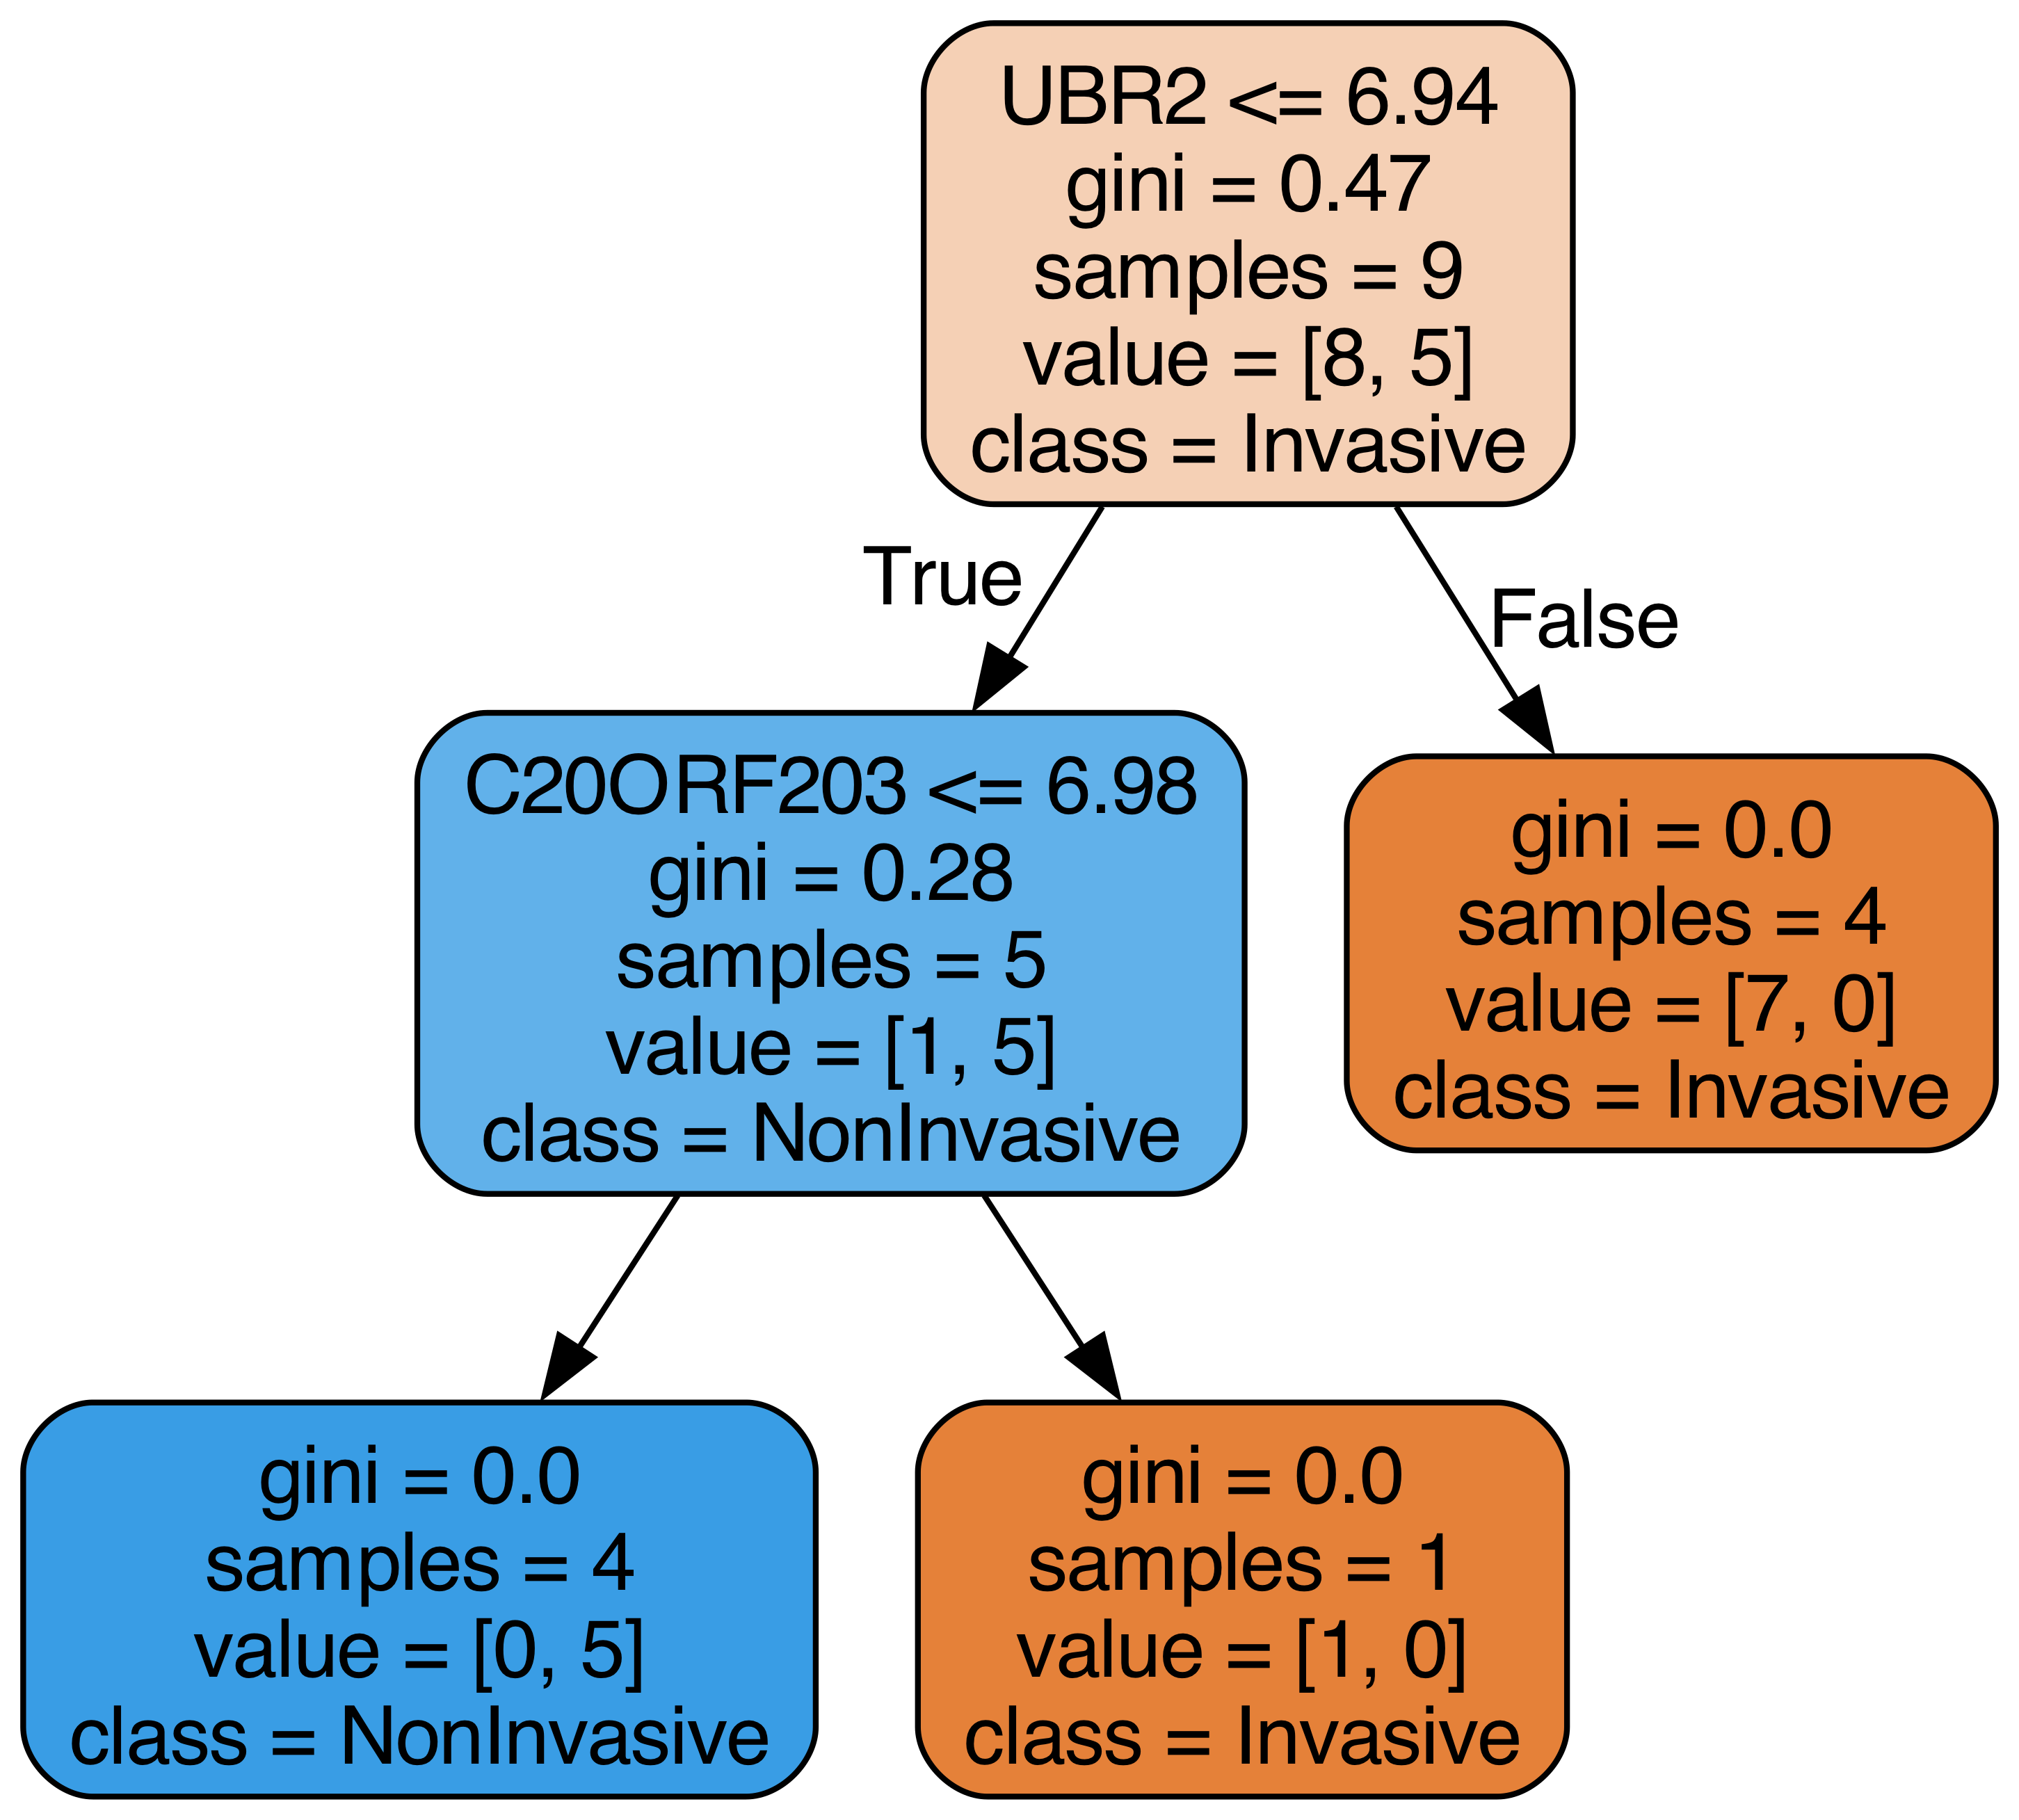 UBR2 <= 6.94
gini = 0.47
samples = 9
value = [8, 5]
class = Invasive
True
False
C20ORF203 <= 6.98
gini = 0.28
samples = 5
value = [1, 5]
class = NonInvasive
gini = 0.0
samples = 4
value = [7, 0]
class = Invasive
gini = 0.0
samples = 4
value = [0, 5]
class = NonInvasive
gini = 0.0
samples = 1
value = [1, 0]
class = Invasive